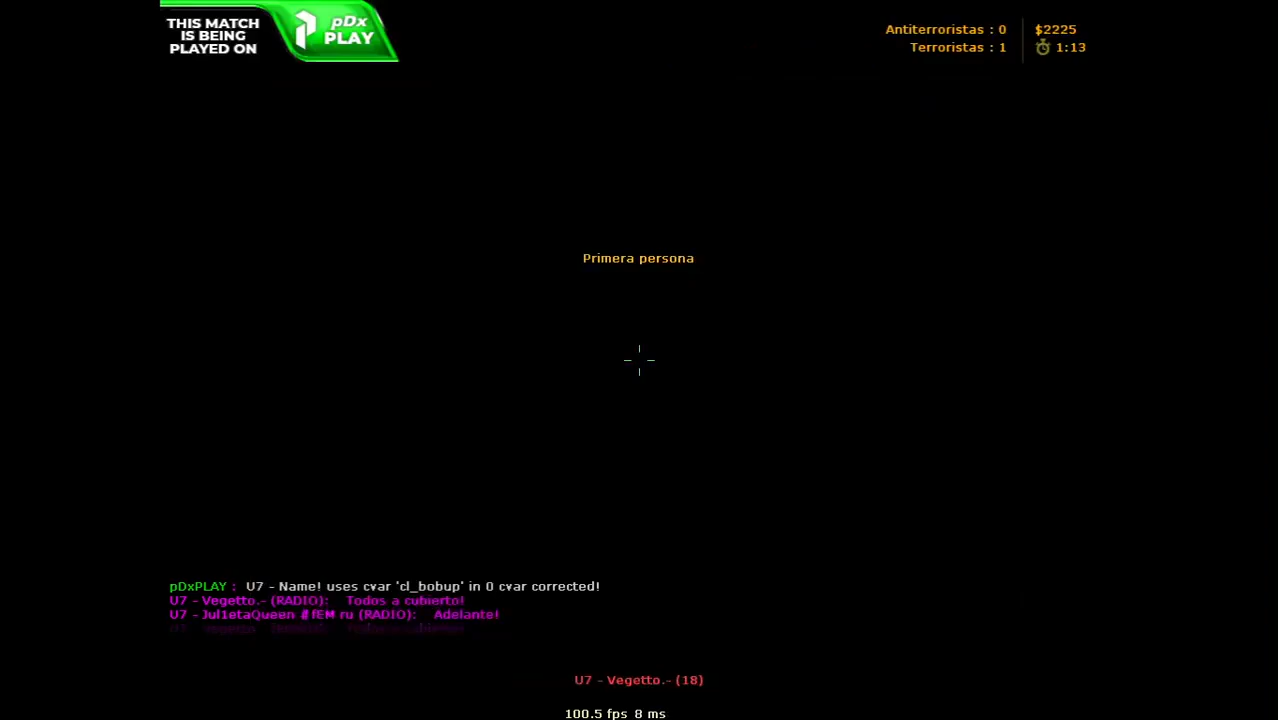 THIS MATCH
IS BEING
PLAYED ON
pDx
PLAY
Antiterroristas : 0
Terroristas : 1
$2225
1:13
Primera persona
pDxPLAY : U7 - Name! uses cvar 'cl_bobup' in 0 cvar corrected!
U7 - Vegetto.- (RADIO): Todos a cubierto!
U7 - Jul1etaQueen #fEM ru (RADIO): Adelante!
U7 - Vegetto.- (18)
100.5 fps 8 ms